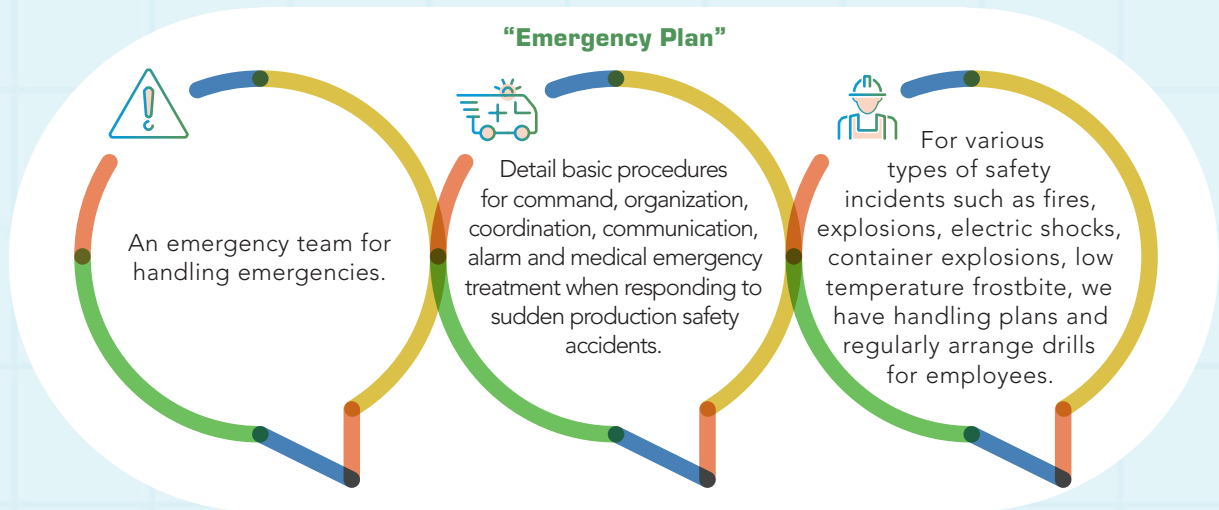 “Emergency Plan”
An emergency team for
handling emergencies.
Detail basic procedures
for command, organization,
coordination, communication,
alarm and medical emergency
treatment when responding to
sudden production safety
accidents.
For various
types of safety
incidents such as fires,
explosions, electric shocks,
container explosions, low
temperature frostbite, we
have handling plans and
regularly arrange drills
for employees.